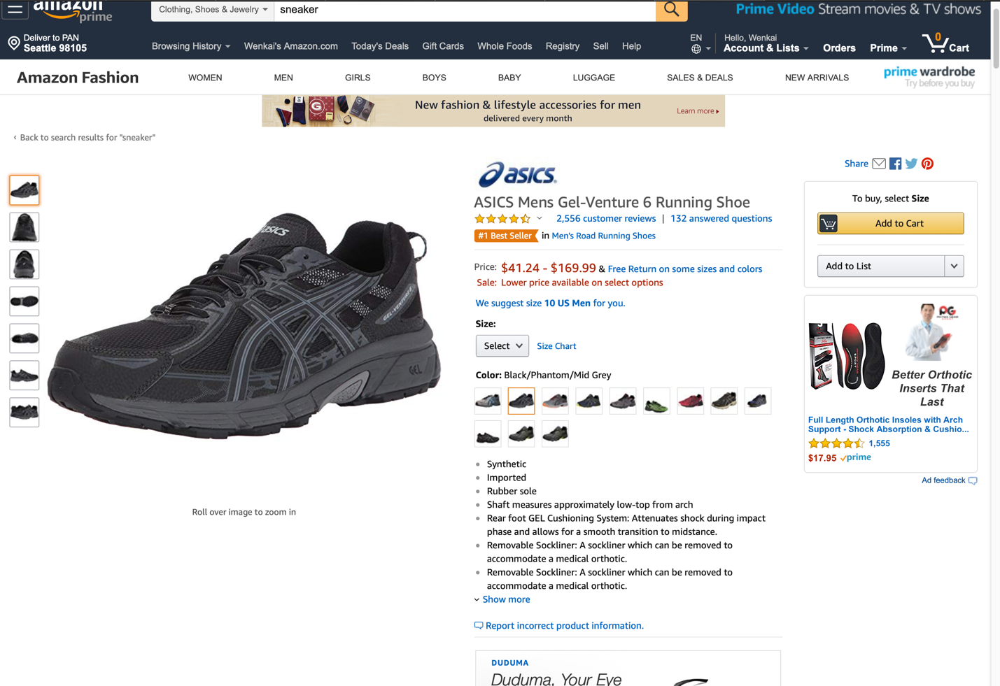 amazon
prime
Clothing, Shoes & Jewelry
sneaker
Prime Video Stream movies & TV shows
Deliver to PAN
Seattle 98105
Browsing History
Wenkai's Amazon.com
Today's Deals
Gift Cards
Whole Foods
Registry
Sell
Help
EN
Hello, Wenkai
Account & Lists
Orders
Prime
0
Cart
Amazon Fashion
WOMEN
MEN
GIRLS
BOYS
BABY
LUGGAGE
SALES & DEALS
NEW ARRIVALS
prime wardrobe
Try before you buy
G
New fashion & lifestyle accessories for men
delivered every month
Learn more
‹ Back to search results for "sneaker"
Share
asics
ASICS Mens Gel-Venture 6 Running Shoe
2,556 customer reviews | 132 answered questions
#1 Best Seller in Men's Road Running Shoes
Price: $41.24 - $169.99 & Free Return on some sizes and colors
Sale: Lower price available on select options
We suggest size 10 US Men for you.
Size:
Select
Size Chart
Color: Black/Phantom/Mid Grey
Synthetic
Imported
Rubber sole
Shaft measures approximately low-top from arch
Rear foot GEL Cushioning System: Attenuates shock during impact
phase and allows for a smooth transition to midstance.
Removable Sockliner: A sockliner which can be removed to
accommodate a medical orthotic.
Removable Sockliner: A sockliner which can be removed to
accommodate a medical orthotic.
Show more
Report incorrect product information.
DUDUMA
Duduma, Your Eye
asics
GEL-VENTURE 6
GEL
Roll over image to zoom in
To buy, select Size
Add to Cart
Add to List
PG
Better Orthotic
Inserts That
Last
Full Length Orthotic Insoles with Arch
Support - Shock Absorption & Cushio...
1,555
$17.95 prime
Ad feedback